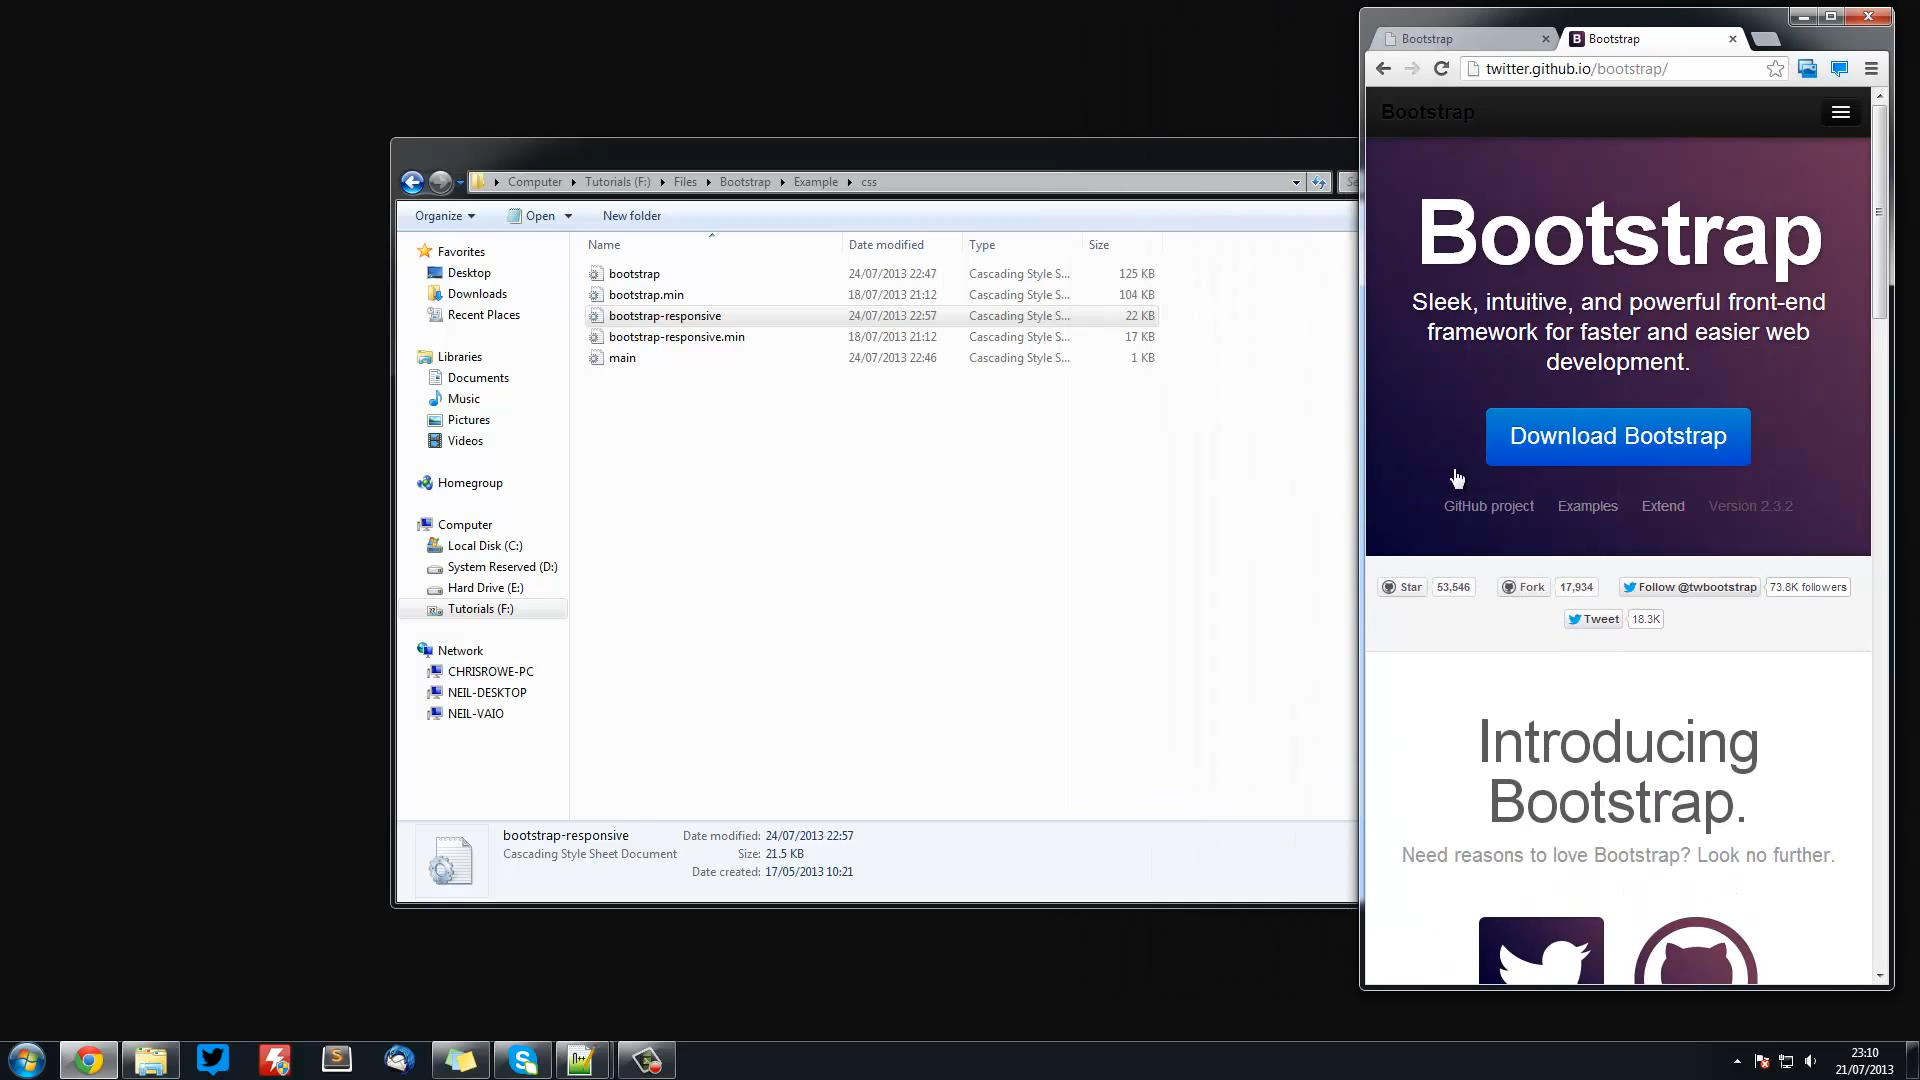 Computer Tutorials (F:) Files Bootstrap Example css
Organize Open New folder
Name Date modified Type Size
bootstrap 24/07/2013 22:47 Cascading Style S... 125 KB
bootstrap.min 18/07/2013 21:12 Cascading Style S... 104 KB
bootstrap-responsive 24/07/2013 22:57 Cascading Style S... 22 KB
bootstrap-responsive.min 18/07/2013 21:12 Cascading Style S... 17 KB
main 24/07/2013 22:46 Cascading Style S... 1 KB
Favorites
Desktop
Downloads
Recent Places
Libraries
Documents
Music
Pictures
Videos
Homegroup
Computer
Local Disk (C:)
System Reserved (D:)
Hard Drive (E:)
Tutorials (F:)
Network
CHRISROWE-PC
NEIL-DESKTOP
NEIL-VAIO
bootstrap-responsive Date modified: 24/07/2013 22:57
Cascading Style Sheet Document Size: 21.5 KB
Date created: 17/05/2013 10:21
Bootstrap B Bootstrap
twitter.github.io/bootstrap/
Bootstrap
Bootstrap
Sleek, intuitive, and powerful front-end
framework for faster and easier web
development.
Download Bootstrap
GitHub project Examples Extend Version 2.3.2
Star 53,546 Fork 17,934 Follow @twbootstrap 73.8K followers
Tweet 18.3K
Introducing
Bootstrap.
Need reasons to love Bootstrap? Look no further.
23:10
21/07/2013